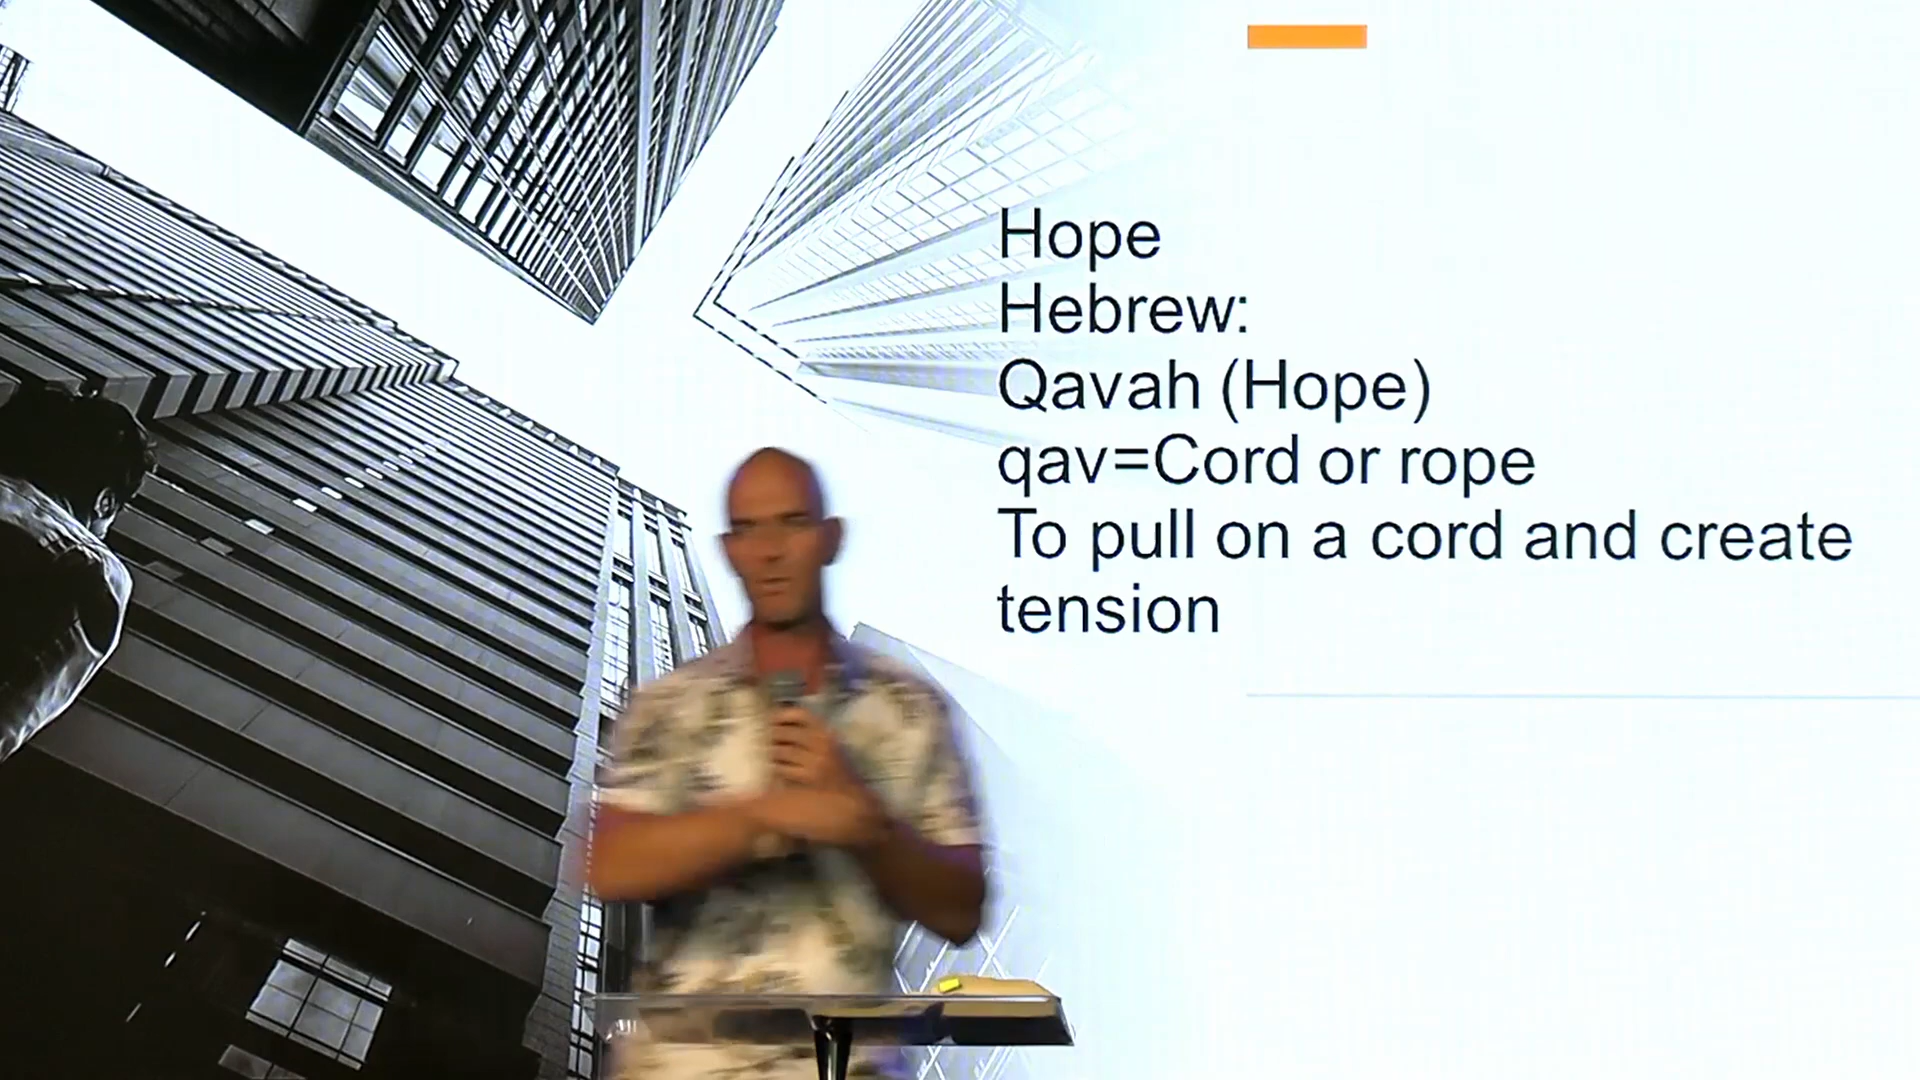 Hope
Hebrew:
Qavah (Hope)
qav=Cord or rope
To pull on a cord and create
tension